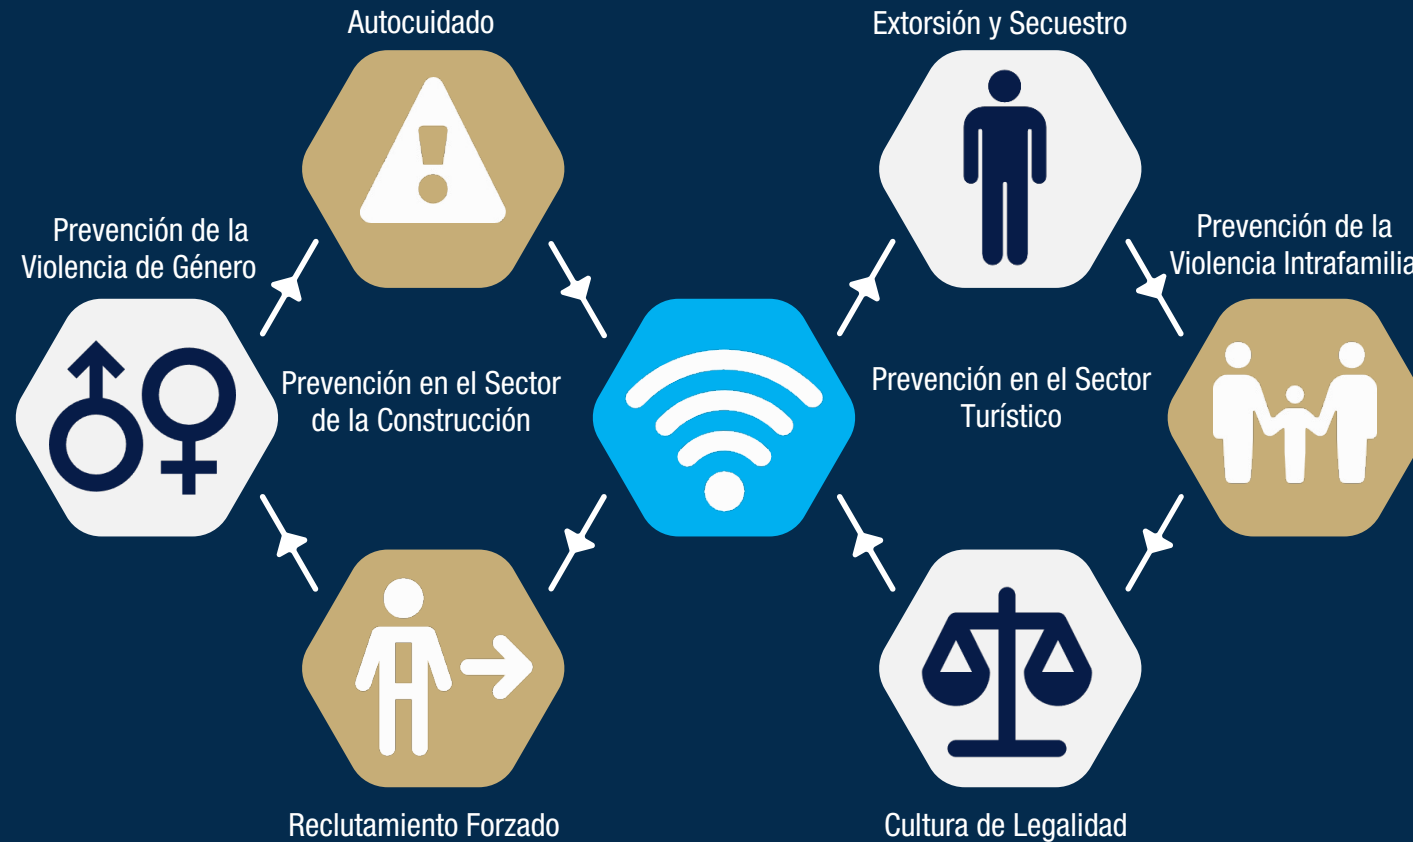 Autocuidado
Extorsión y Secuestro
Prevención de la
Violencia de Género
Prevención de la
Violencia Intrafamilia
Prevención en el Sector
de la Construcción
Prevención en el Sector
Turístico
Reclutamiento Forzado
Cultura de Legalidad